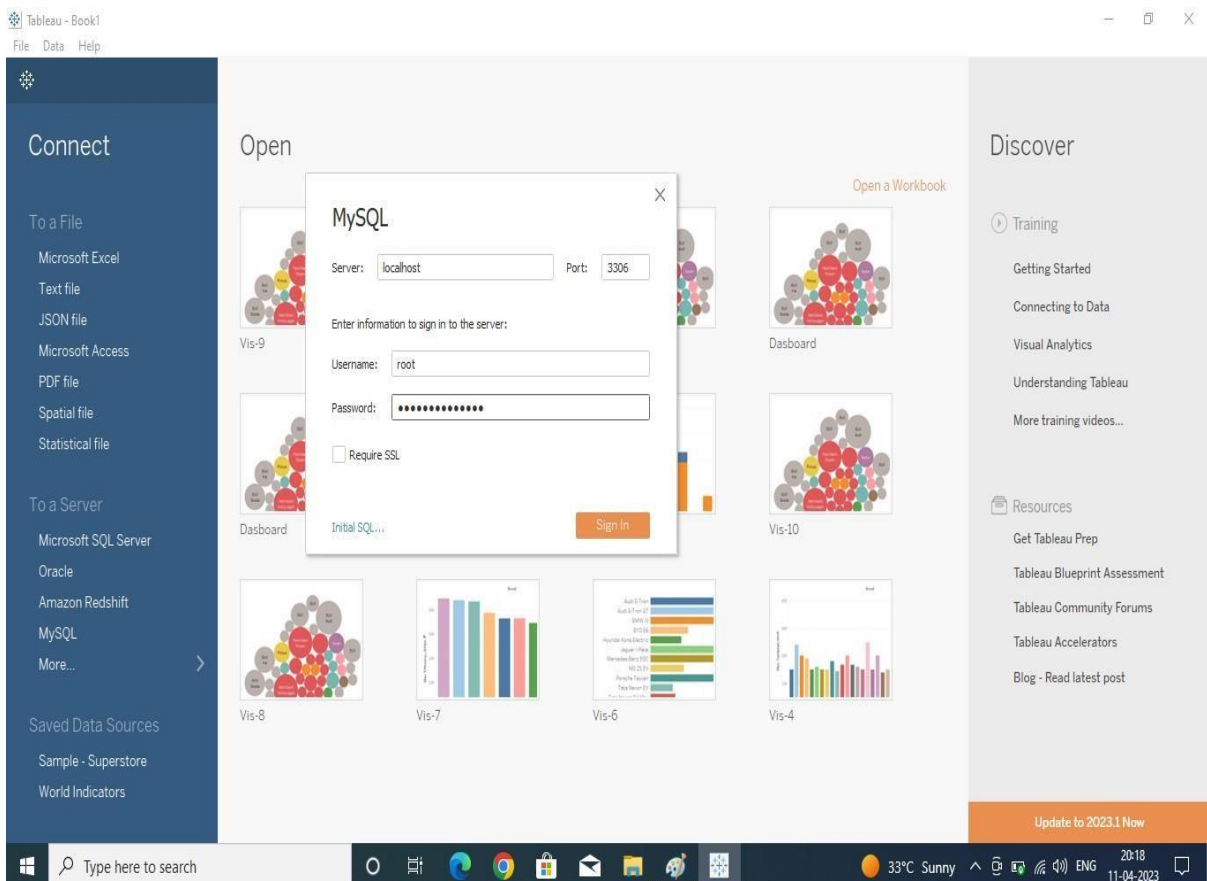 Tableau - Book1
File Data Help
Connect
To a File
Microsoft Excel
Text file
JSON file
Microsoft Access
PDF file
Spatial file
Statistical file
To a Server
Microsoft SQL Server
Oracle
Amazon Redshift
MySQL
More...
Saved Data Sources
Sample - Superstore
World Indicators
Open
Open a Workbook
Vis-9
Dasboard
Dasboard
Vis-10
Vis-8
Vis-7
Vis-6
Vis-4
MySQL
Server: localhost Port: 3306
Enter information to sign in to the server:
Username: root
Password: ••••••••••••••
Require SSL
Initial SQL...
Sign In
Discover
Training
Getting Started
Connecting to Data
Visual Analytics
Understanding Tableau
More training videos...
Resources
Get Tableau Prep
Tableau Blueprint Assessment
Tableau Community Forums
Tableau Accelerators
Blog - Read latest post
Update to 2023.1 Now
Type here to search
33°C Sunny
ENG
20:18
11-04-2023